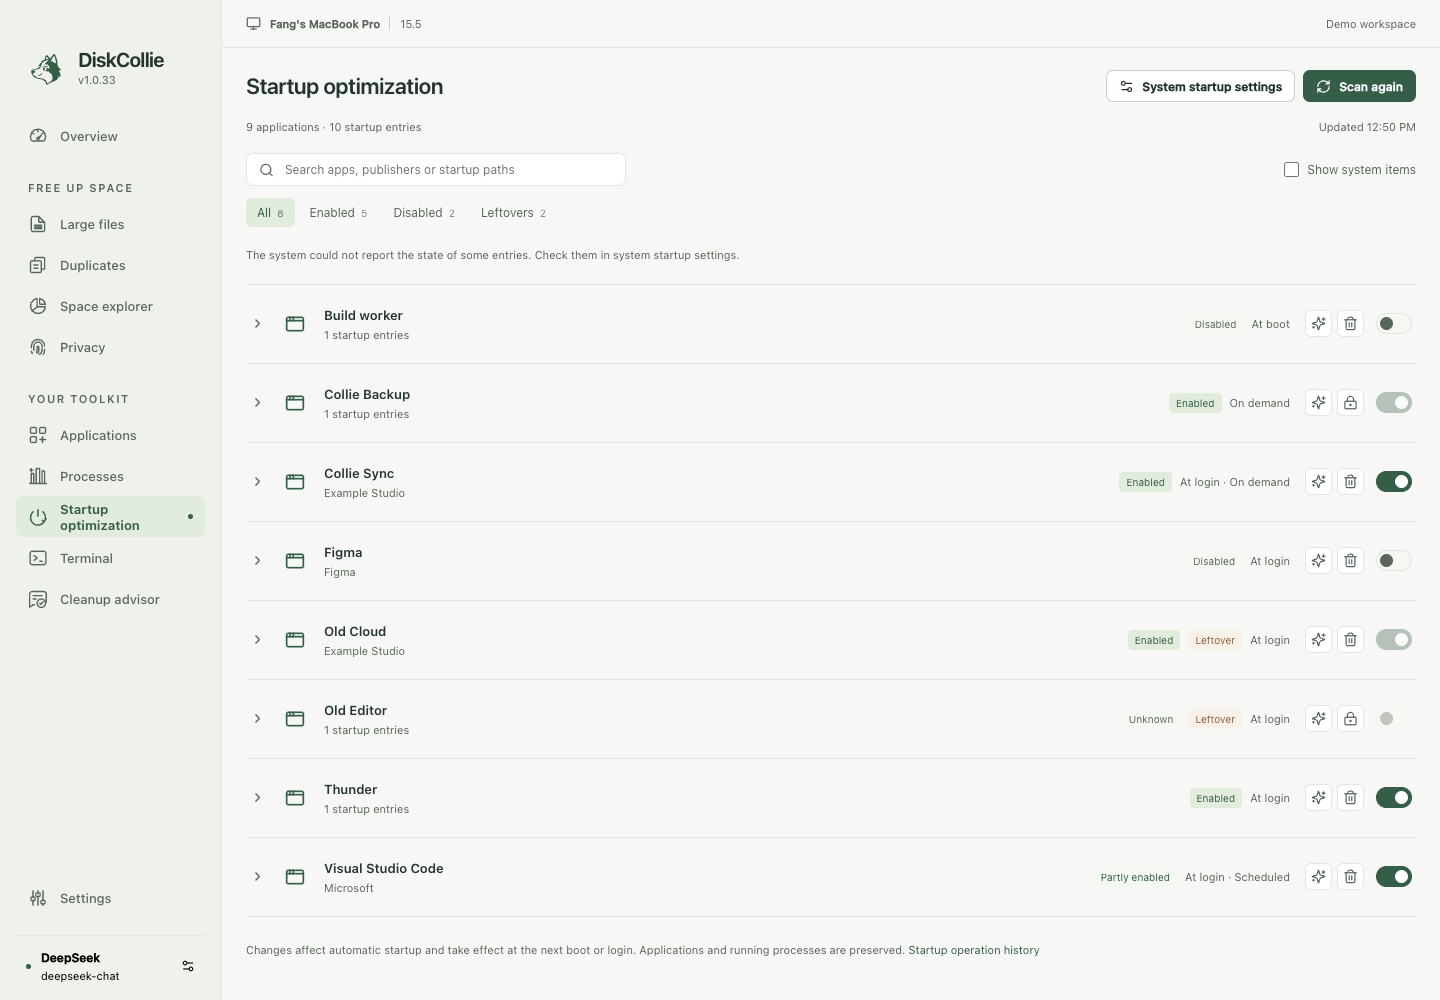 DiskCollie
v1.0.33
Overview
FREE UP SPACE
Large files
Duplicates
Space explorer
Privacy
YOUR TOOLKIT
Applications
Processes
Startup
optimization
Terminal
Cleanup advisor
Settings
DeepSeek
deepseek-chat
Fang's MacBook Pro 15.5
Demo workspace
Startup optimization
System startup settings
Scan again
9 applications · 10 startup entries
Updated 12:50 PM
Search apps, publishers or startup paths
Show system items
All 8 Enabled 5 Disabled 2 Leftovers 2
The system could not report the state of some entries. Check them in system startup settings.
Build worker
1 startup entries
Disabled At boot
Collie Backup
1 startup entries
Enabled On demand
Collie Sync
Example Studio
Enabled At login · On demand
Figma
Figma
Disabled At login
Old Cloud
Example Studio
Enabled Leftover At login
Old Editor
1 startup entries
Unknown Leftover At login
Thunder
1 startup entries
Enabled At login
Visual Studio Code
Microsoft
Partly enabled At login · Scheduled
Changes affect automatic startup and take effect at the next boot or login. Applications and running processes are preserved. Startup operation history